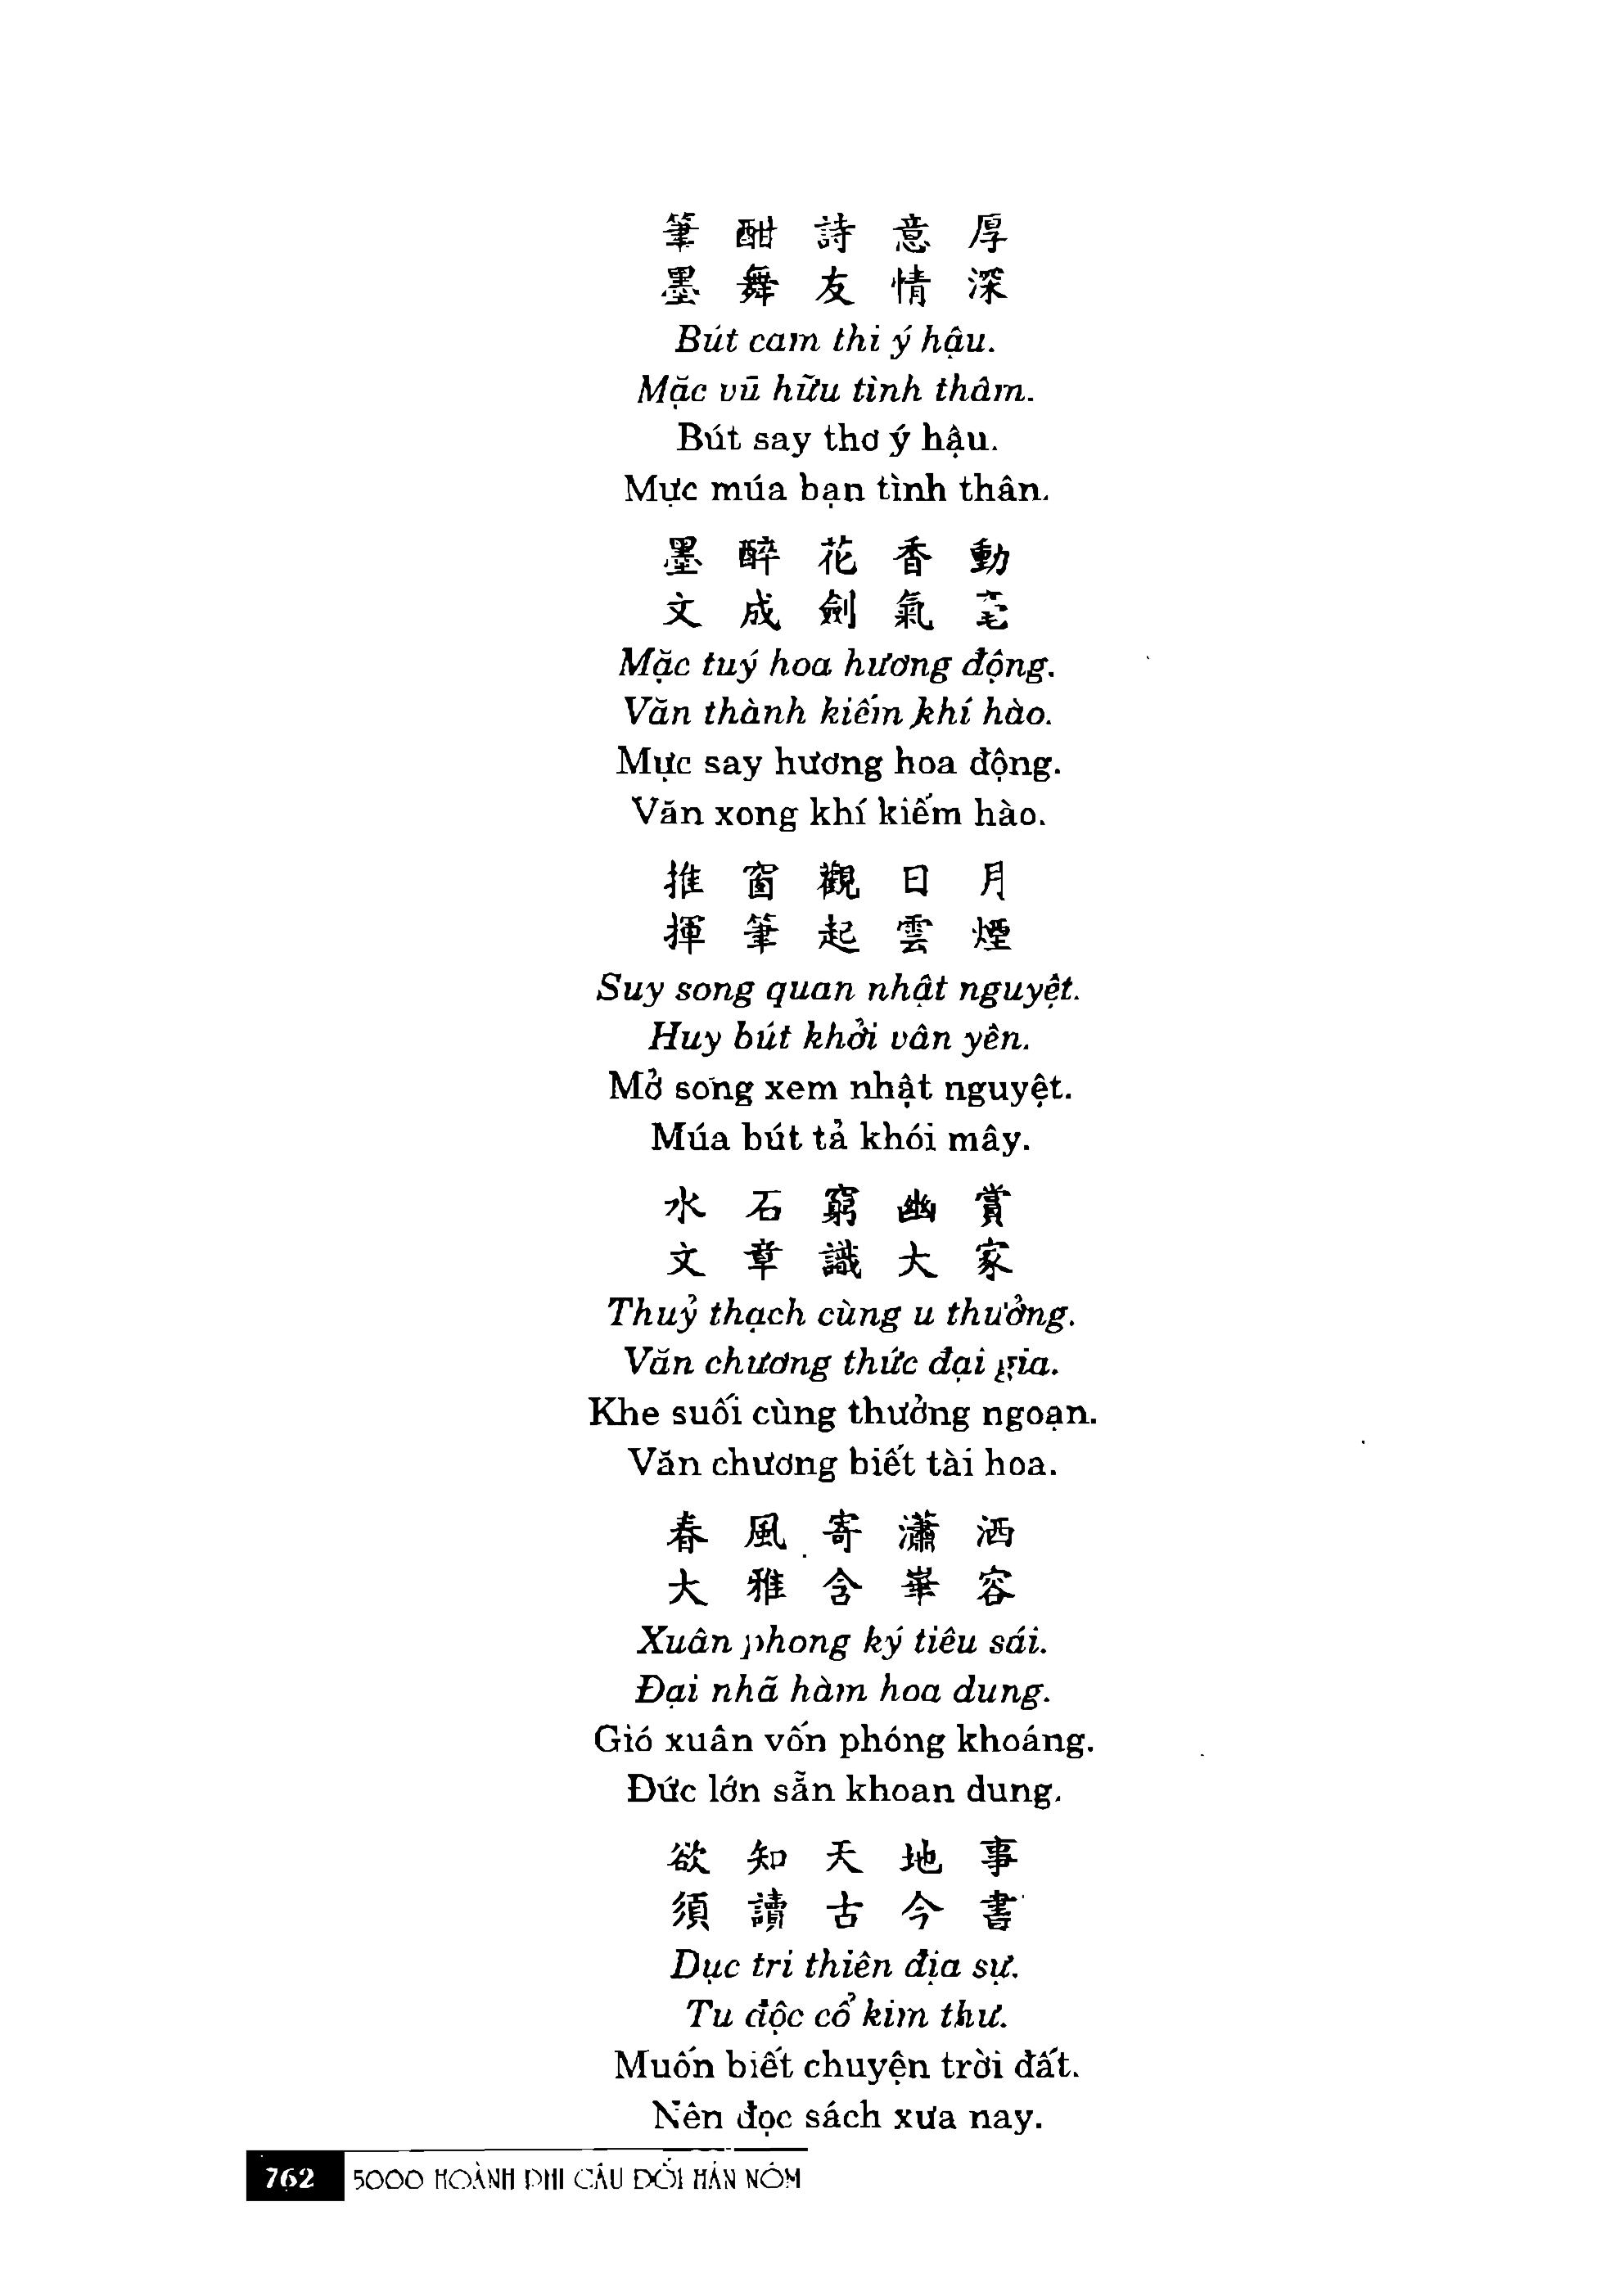 筆酣詩意厚
墨舞友情深
Bút cam thi ý hậu.
Mặc vũ hữu tình thâm.
Bút say thơ ý hậu.
Mực múa bạn tình thân.
墨醉花香動
文成劍氣毫
Mặc tuý hoa hương động.
Văn thành kiếm khí hào.
Mực say hương hoa động.
Văn xong khí kiếm hào.
推窗觀日月
揮筆起雲煙
Suy song quan nhật nguyệt.
Huy bút khởi vân yên.
Mở song xem nhật nguyệt.
Múa bút tả khói mây.
水石窮幽賞
文章識大家
Thuỷ thạch cùng u thưởng.
Văn chương thức đại gia.
Khe suối cùng thưởng ngoạn.
Văn chương biết tài hoa.
春風寄瀟洒
大雅含華容
Xuân phong ký tiêu sái.
Đại nhã hàm hoa dung.
Gió xuân vốn phóng khoáng.
Đức lớn sẵn khoan dung.
欲知天地事
須讀古今書
Dục tri thiên địa sự.
Tu độc cổ kim thư.
Muốn biết chuyện trời đất.
Nên đọc sách xưa nay.
762 5000 HOÀNH PHI CÂU ĐỐI HÁN NÔM